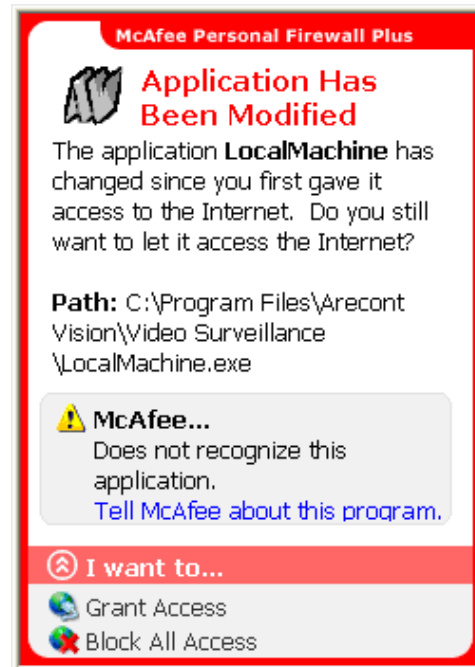 McAfee Personal Firewall Plus
Application Has
Been Modified
The application LocalMachine has
changed since you first gave it
access to the Internet.  Do you still
want to let it access the Internet?
Path: C:\Program Files\Arecont
Vision\Video Surveillance
\LocalMachine.exe
McAfee...
Does not recognize this
application.
Tell McAfee about this program.
I want to...
Grant Access
Block All Access